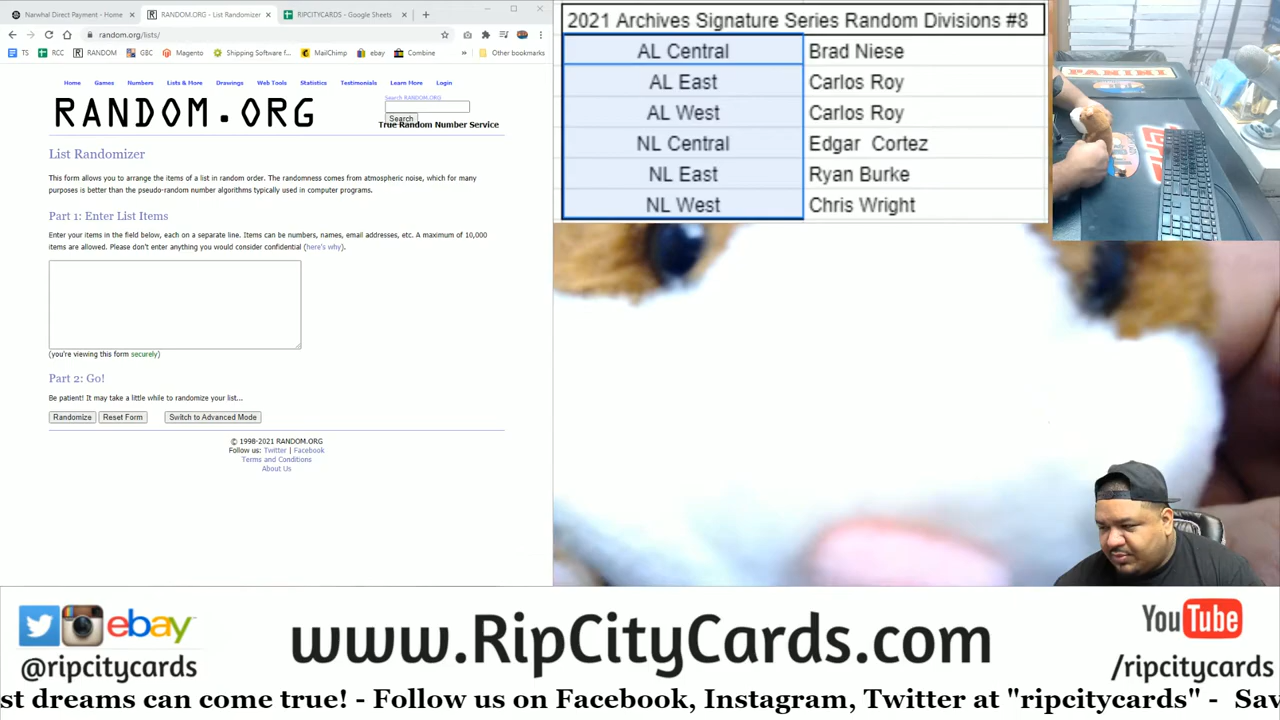 Nanwhal Direct Payment - Home
RANDOM.ORG - List Randomizer
RIPCITYCARDS - Google Sheets
random.org/lists/
TS
RCC
RANDOM
GBC
Magento
Shipping Software f...
MailChimp
ebay
Combine
»
Other bookmarks
Home
Games
Numbers
Lists & More
Drawings
Web Tools
Statistics
Testimonials
Learn More
Login
RANDOM.ORG
Search RANDOM.ORG
Search
True Random Number Service
List Randomizer
This form allows you to arrange the items of a list in random order. The randomness comes from atmospheric noise, which for many
purposes is better than the pseudo-random number algorithms typically used in computer programs.
Part 1: Enter List Items
Enter your items in the field below, each on a separate line. Items can be numbers, names, email addresses, etc. A maximum of 10,000
items are allowed. Please don't enter anything you would consider confidential (here's why).
(you're viewing this form securely)
Part 2: Go!
Be patient! It may take a little while to randomize your list...
Randomize
Reset Form
Switch to Advanced Mode
© 1998-2021 RANDOM.ORG
Follow us: Twitter | Facebook
Terms and Conditions
About Us
2021 Archives Signature Series Random Divisions #8
AL Central Brad Niese
AL East Carlos Roy
AL West Carlos Roy
NL Central Edgar Cortez
NL East Ryan Burke
NL West Chris Wright
PANINI
ebay
@ripcitycards
www.RipCityCards.com
YouTube
/ripcitycards
st dreams can come true! - Follow us on Facebook, Instagram, Twitter at "ripcitycards" - Sav